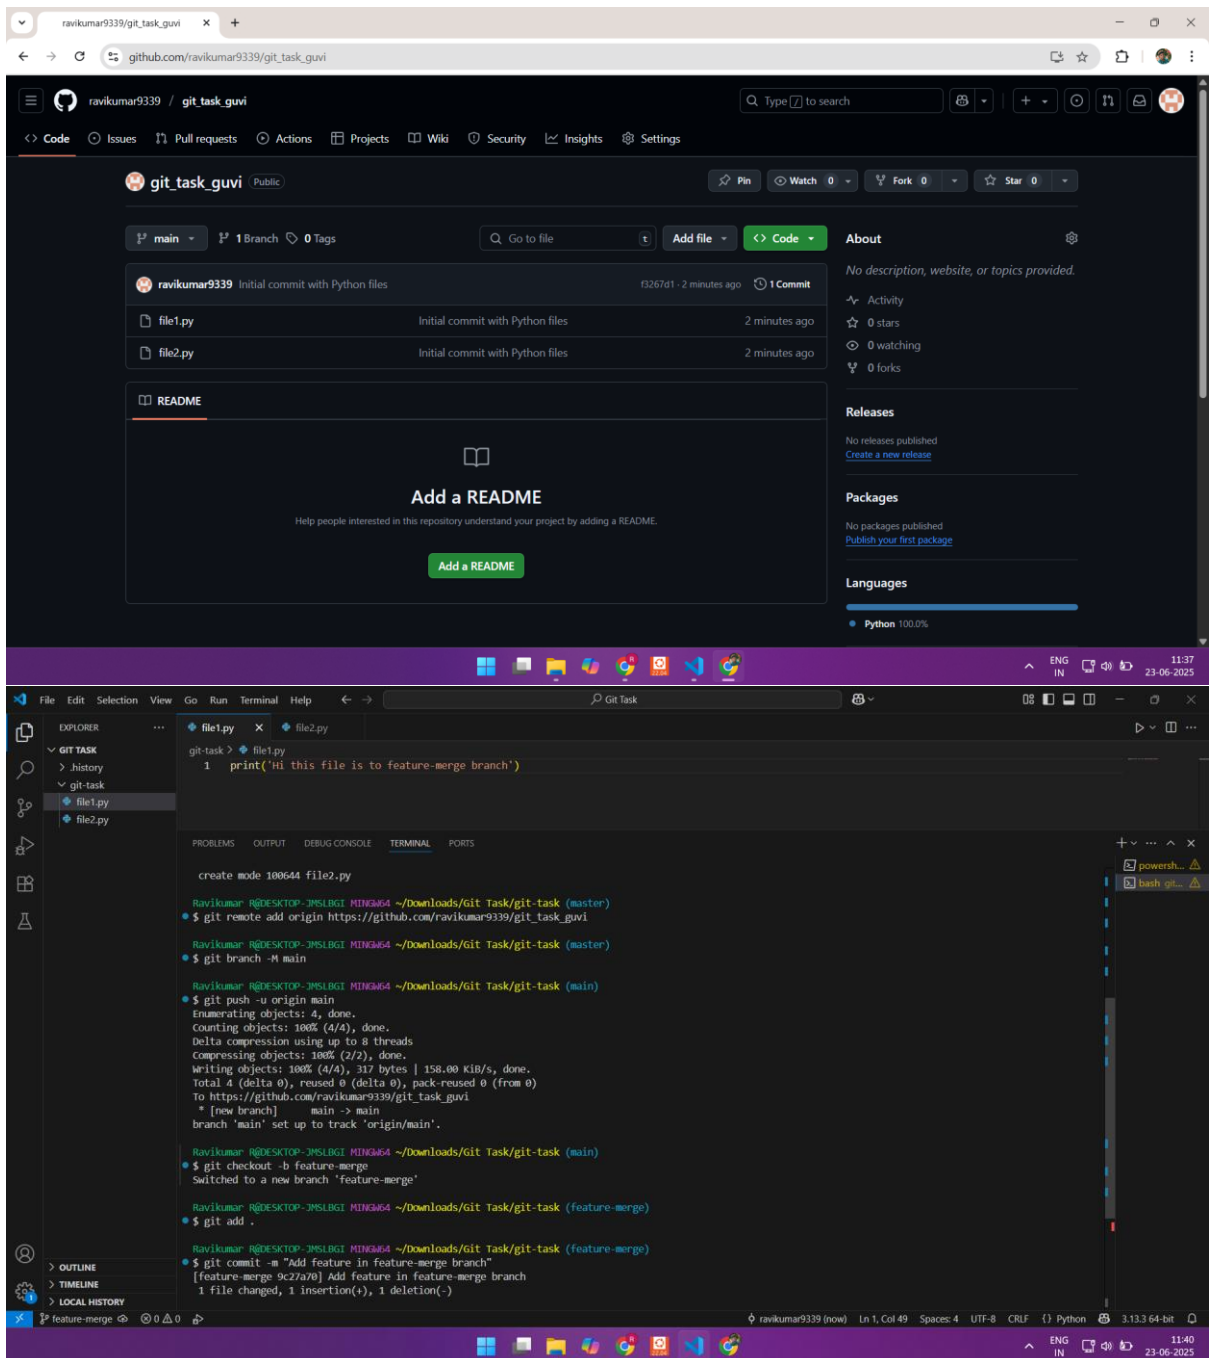 ravikumar9339/git_task_guvi
github.com/ravikumar9339/git_task_guvi
ravikumar9339 / git_task_guvi
Type / to search
Code Issues Pull requests Actions Projects Wiki Security Insights Settings
git_task_guvi Public
Pin Watch 0 Fork 0 Star 0
main 1 Branch 0 Tags
Go to file t Add file Code
About
No description, website, or topics provided.
ravikumar9339 Initial commit with Python files f3267d1 · 2 minutes ago 1 Commit
file1.py Initial commit with Python files 2 minutes ago
file2.py Initial commit with Python files 2 minutes ago
Activity
0 stars
0 watching
0 forks
README
Add a README
Help people interested in this repository understand your project by adding a README.
Add a README
Releases
No releases published
Create a new release
Packages
No packages published
Publish your first package
Languages
Python 100.0%
ENG
IN
11:37
23-06-2025
File Edit Selection View Go Run Terminal Help
Git Task
EXPLORER
GIT TASK
.history
git-task
file1.py
file2.py
file1.py file2.py
git-task > file1.py
1 print('Hi this file is to feature-merge branch')
PROBLEMS OUTPUT DEBUG CONSOLE TERMINAL PORTS
powersh...
bash git...
create mode 100644 file2.py
Ravikumar R@DESKTOP-JMSLBGI MINGW64 ~/Downloads/Git Task/git-task (master)
$ git remote add origin https://github.com/ravikumar9339/git_task_guvi
Ravikumar R@DESKTOP-JMSLBGI MINGW64 ~/Downloads/Git Task/git-task (master)
$ git branch -M main
Ravikumar R@DESKTOP-JMSLBGI MINGW64 ~/Downloads/Git Task/git-task (main)
$ git push -u origin main
Enumerating objects: 4, done.
Counting objects: 100% (4/4), done.
Delta compression using up to 8 threads
Compressing objects: 100% (2/2), done.
Writing objects: 100% (4/4), 317 bytes | 158.00 KiB/s, done.
Total 4 (delta 0), reused 0 (delta 0), pack-reused 0 (from 0)
To https://github.com/ravikumar9339/git_task_guvi
* [new branch] main -> main
branch 'main' set up to track 'origin/main'.
Ravikumar R@DESKTOP-JMSLBGI MINGW64 ~/Downloads/Git Task/git-task (main)
$ git checkout -b feature-merge
Switched to a new branch 'feature-merge'
Ravikumar R@DESKTOP-JMSLBGI MINGW64 ~/Downloads/Git Task/git-task (feature-merge)
$ git add .
Ravikumar R@DESKTOP-JMSLBGI MINGW64 ~/Downloads/Git Task/git-task (feature-merge)
$ git commit -m "Add feature in feature-merge branch"
[feature-merge 9c27a70] Add feature in feature-merge branch
1 file changed, 1 insertion(+), 1 deletion(-)
OUTLINE
TIMELINE
LOCAL HISTORY
feature-merge 0 0 ravikumar9339 (now) Ln 1, Col 49 Spaces: 4 UTF-8 CRLF {} Python 3.13.3 64-bit
ENG
IN
11:40
23-06-2025